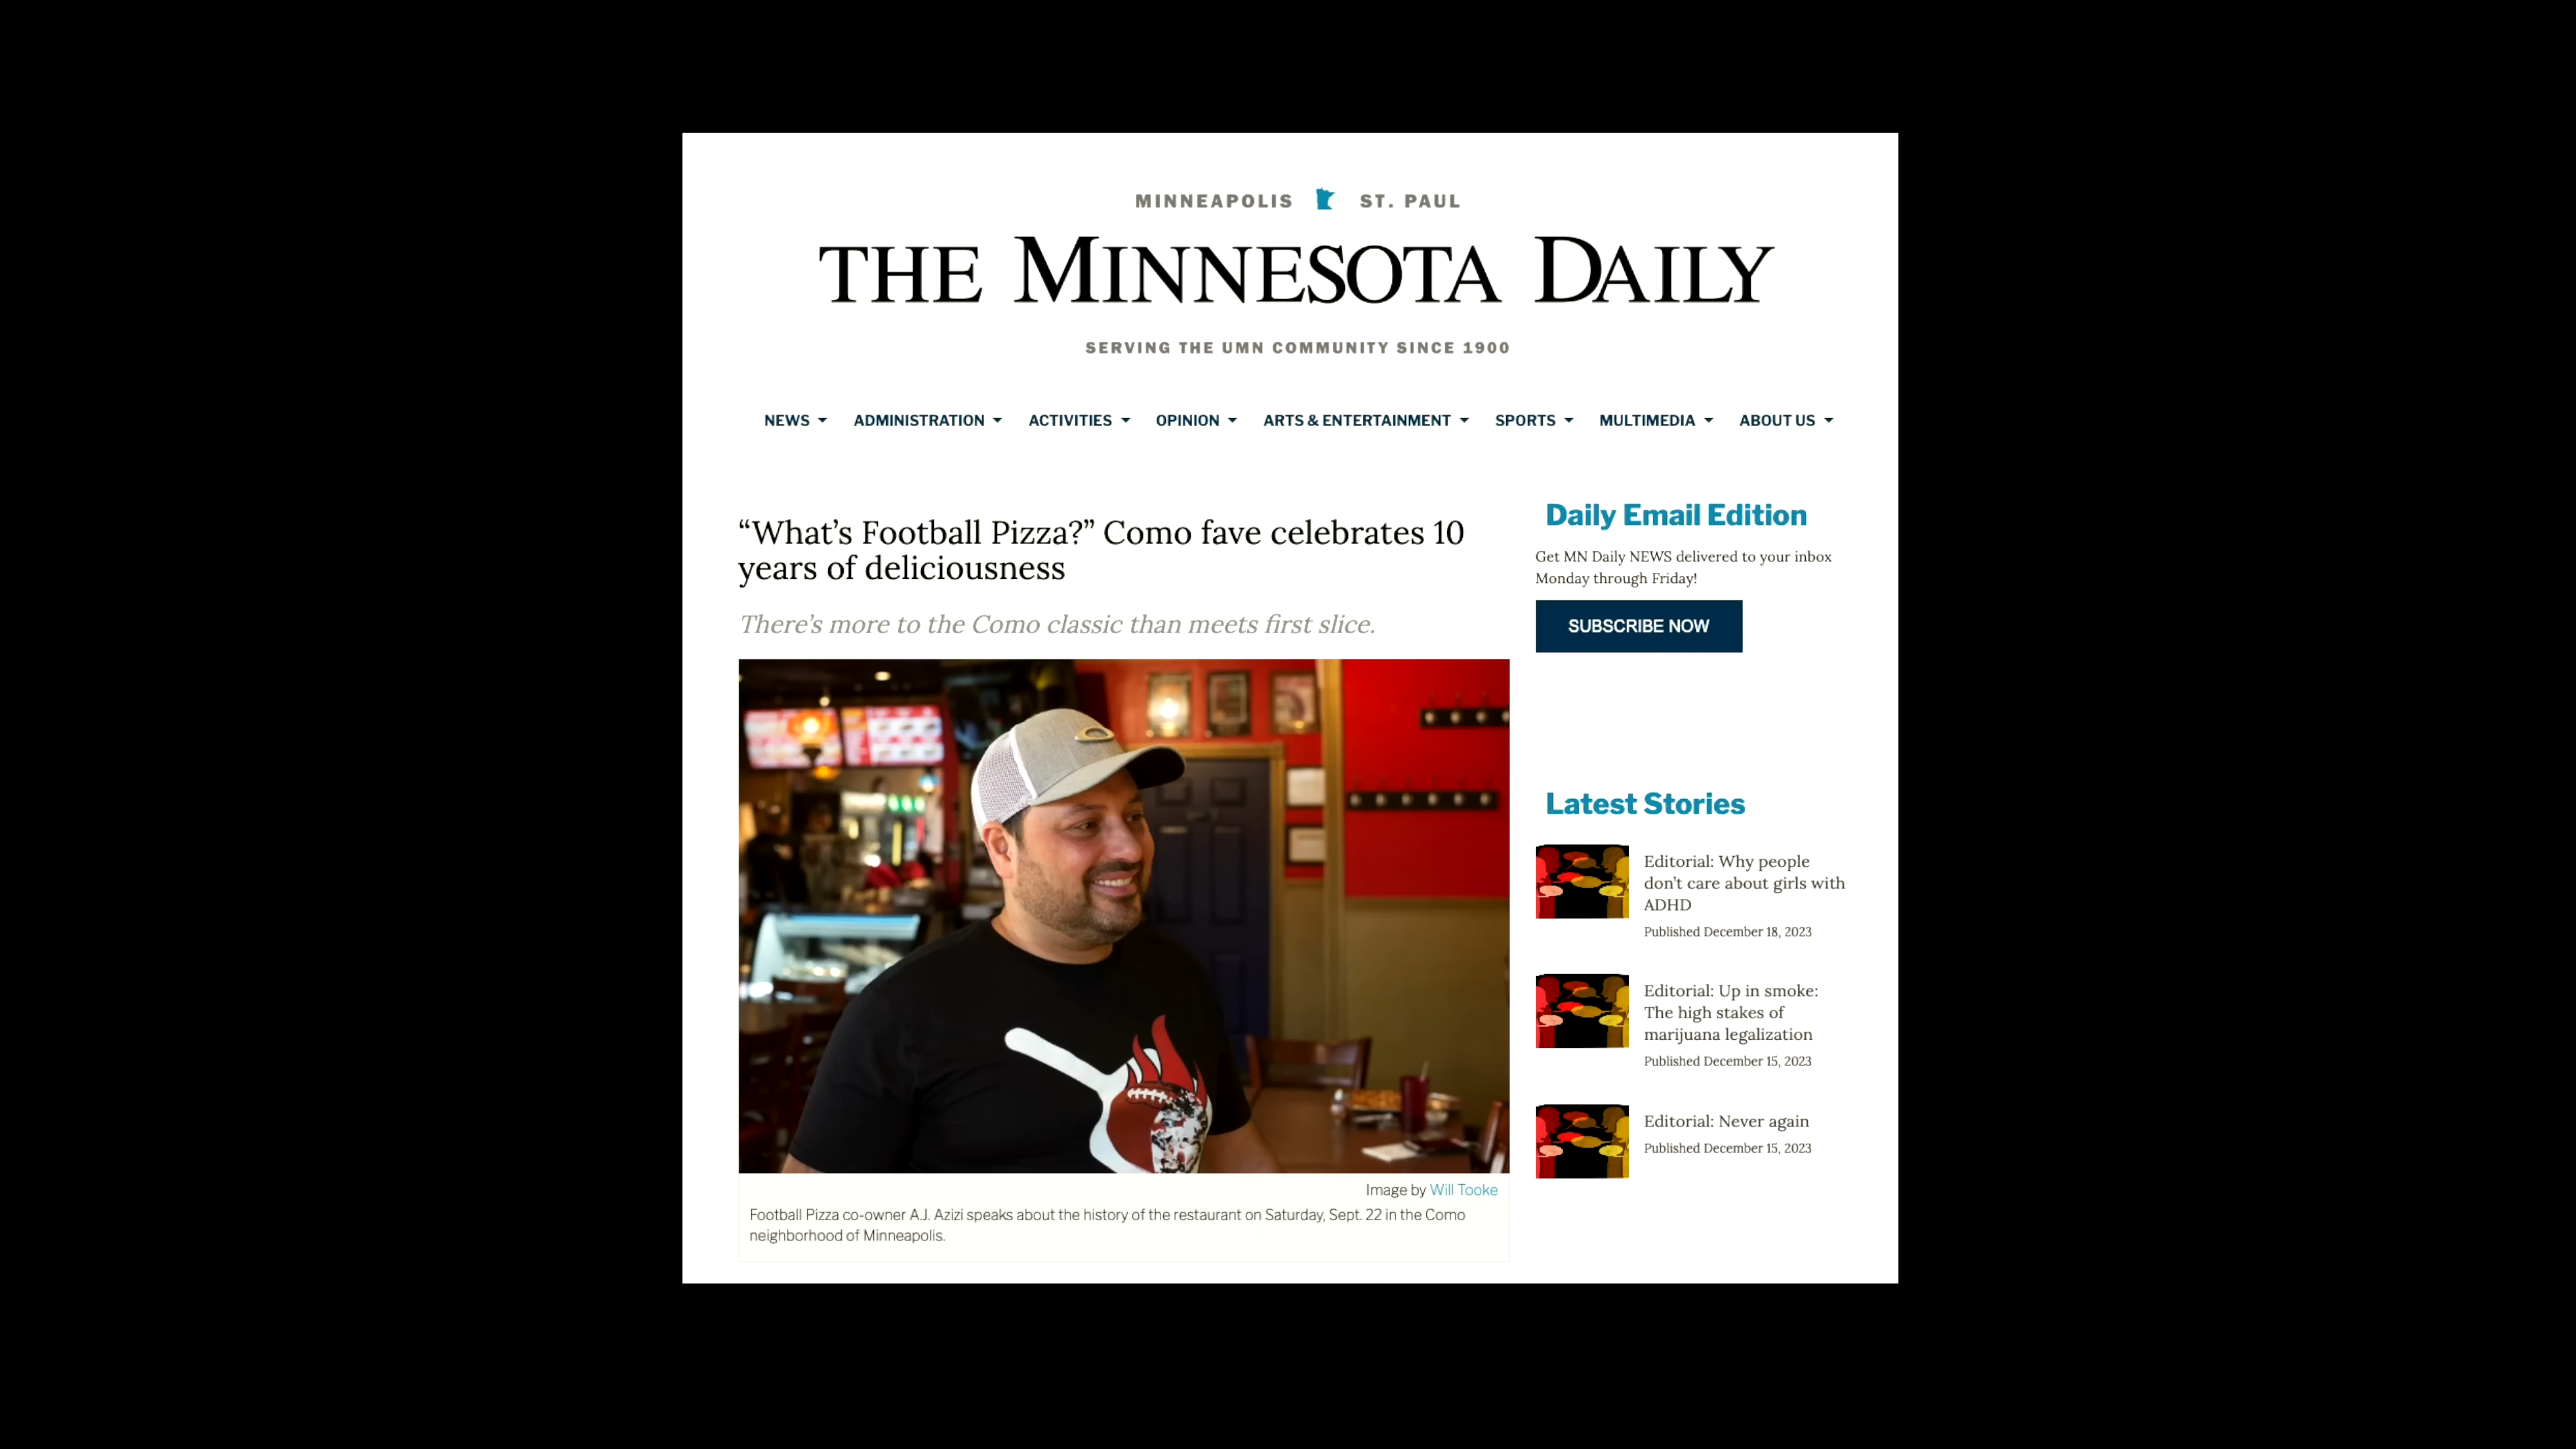 MINNEAPOLIS ST. PAUL
THE MINNESOTA DAILY
SERVING THE UMN COMMUNITY SINCE 1900
NEWS ADMINISTRATION ACTIVITIES OPINION ARTS & ENTERTAINMENT SPORTS MULTIMEDIA ABOUT US
“What’s Football Pizza?” Como fave celebrates 10
years of deliciousness
There’s more to the Como classic than meets first slice.
Image by Will Tooke
Football Pizza co-owner A.J. Azizi speaks about the history of the restaurant on Saturday, Sept. 22 in the Como
neighborhood of Minneapolis.
Daily Email Edition
Get MN Daily NEWS delivered to your inbox
Monday through Friday!
SUBSCRIBE NOW
Latest Stories
Editorial: Why people
don’t care about girls with
ADHD
Published December 18, 2023
Editorial: Up in smoke:
The high stakes of
marijuana legalization
Published December 15, 2023
Editorial: Never again
Published December 15, 2023